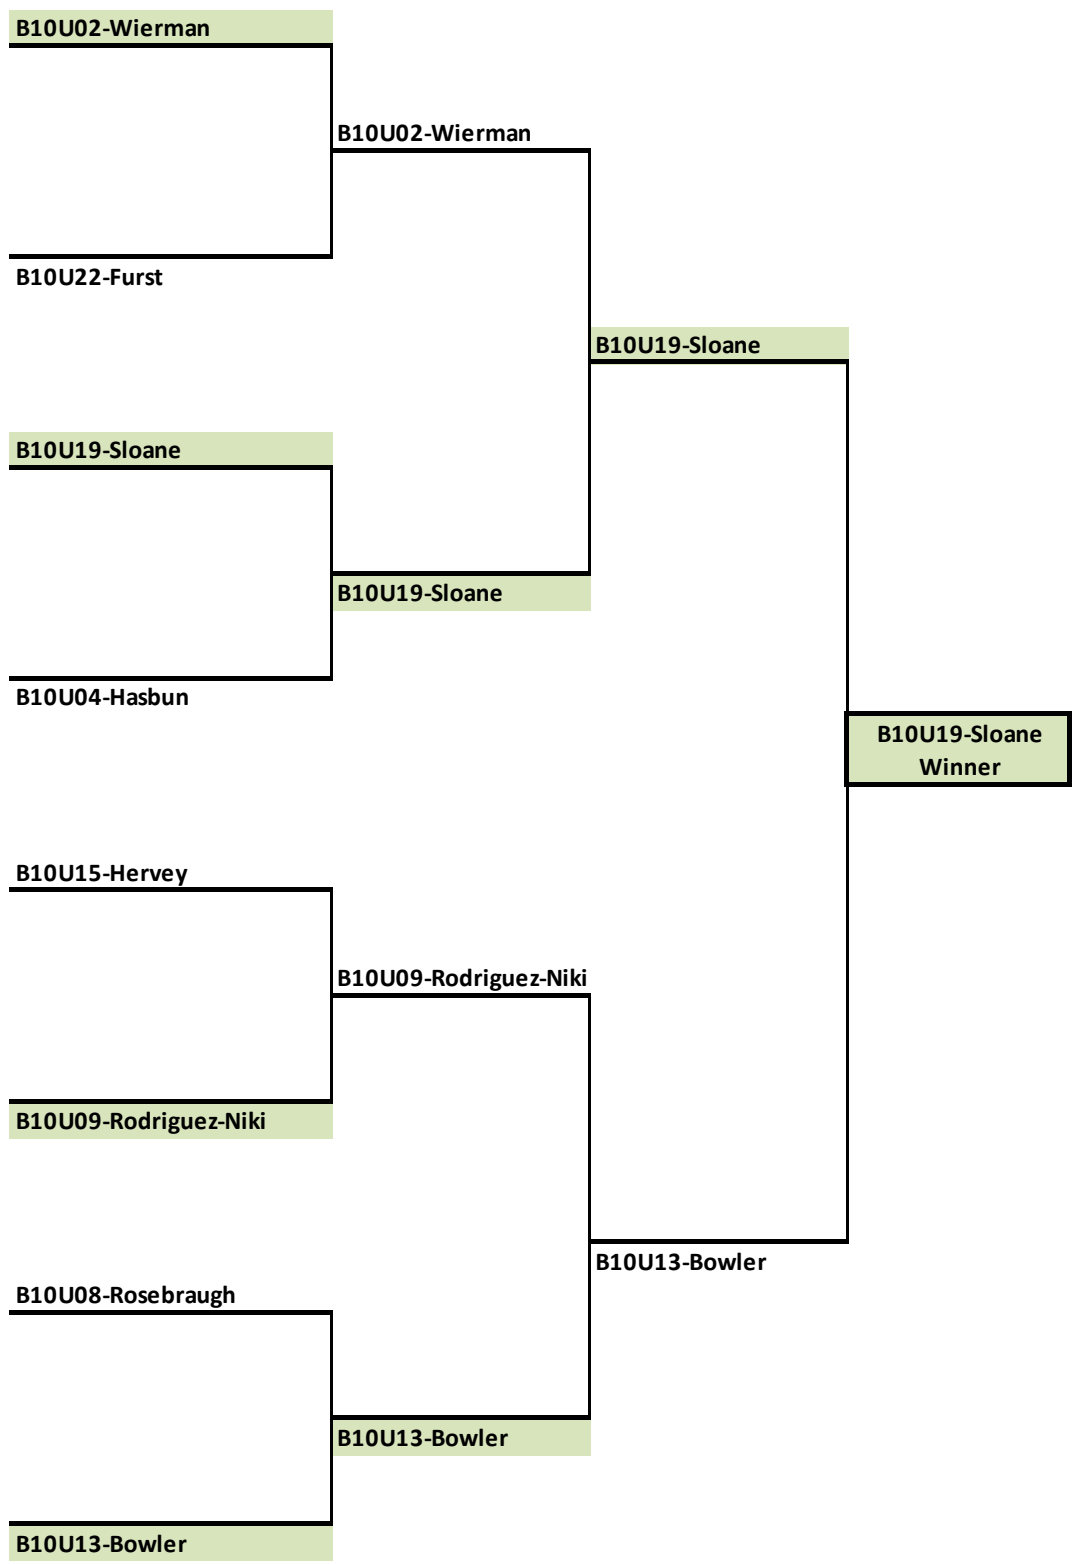 B10U02-Wierman
B10U02-Wierman
B10U22-Furst
B10U19-Sloane
B10U19-Sloane
B10U19-Sloane
B10U04-Hasbun
B10U19-Sloane
Winner
B10U15-Hervey
B10U09-Rodriguez-Niki
B10U09-Rodriguez-Niki
B10U13-Bowler
B10U08-Rosebraugh
B10U13-Bowler
B10U13-Bowler